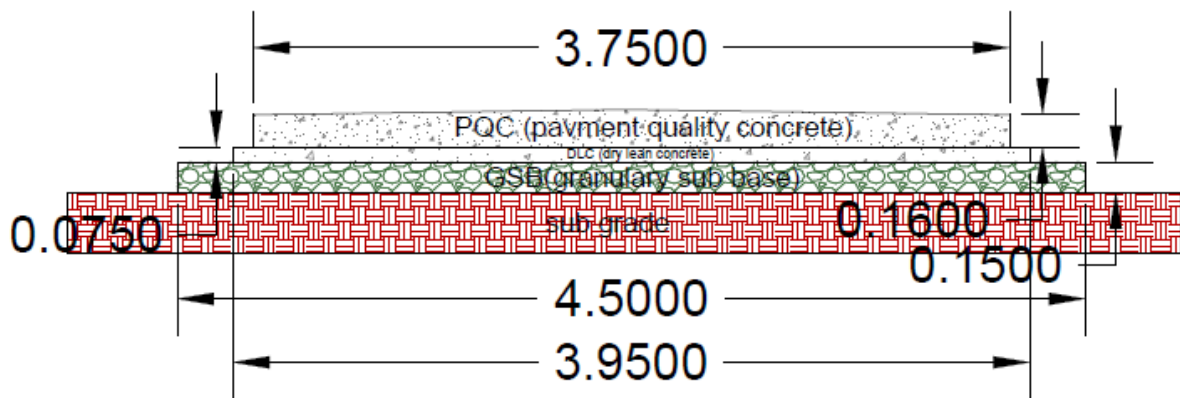 3.7500
PQC (pavment quality concrete)
DLC (dry lean concrete)
GSB(granulary sub base)
sub grade
0.0750
0.1600
0.1500
4.5000
3.9500